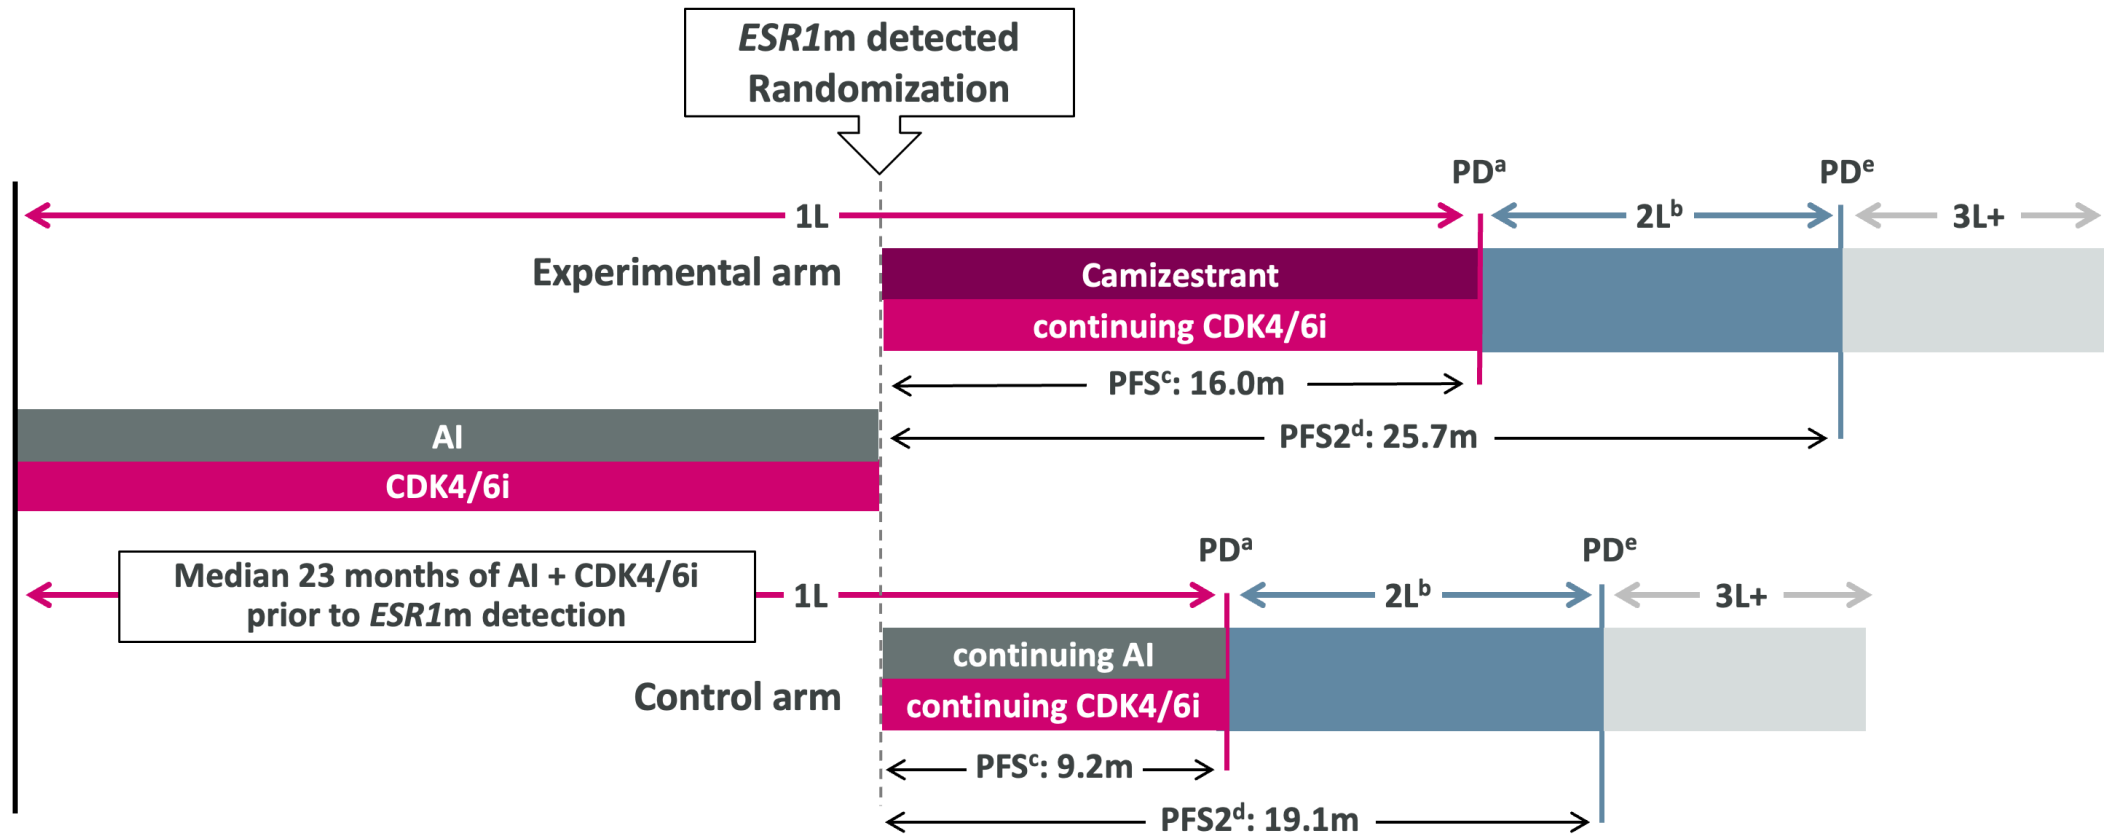 ESR1m detected
Randomization
PDᵃ
PDᵉ
1L
2Lᵇ
3L+
Experimental arm
Camizestrant
continuing CDK4/6i
PFSᶜ: 16.0m
PFS2ᵈ: 25.7m
AI
CDK4/6i
Median 23 months of AI + CDK4/6i
prior to ESR1m detection
PDᵃ
PDᵉ
1L
2Lᵇ
3L+
Control arm
continuing AI
continuing CDK4/6i
PFSᶜ: 9.2m
PFS2ᵈ: 19.1m